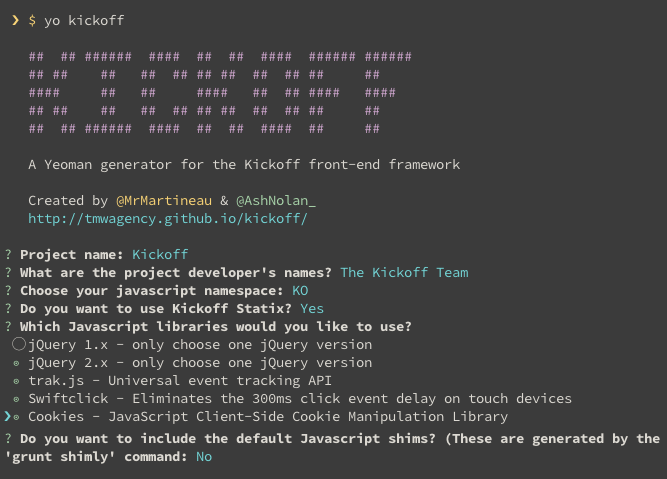 ❯ $ yo kickoff
##  ## ######  ####  ##  ##  ####  ###### ######
## ##    ##   ##  ## ## ##  ##  ## ##     ##
####     ##   ##     ####   ##  ## ####   ####
## ##    ##   ##  ## ## ##  ##  ## ##     ##
##  ## ######  ####  ##  ##  ####  ##     ##
A Yeoman generator for the Kickoff front-end framework
Created by @MrMartineau & @AshNolan_
http://tmwagency.github.io/kickoff/
? Project name: Kickoff
? What are the project developer's names? The Kickoff Team
? Choose your javascript namespace: KO
? Do you want to use Kickoff Statix? Yes
? Which Javascript libraries would you like to use?
◯ jQuery 1.x - only choose one jQuery version
◉ jQuery 2.x - only choose one jQuery version
◉ trak.js - Universal event tracking API
◉ Swiftclick - Eliminates the 300ms click event delay on touch devices
❯◉ Cookies - JavaScript Client-Side Cookie Manipulation Library
? Do you want to include the default Javascript shims? (These are generated by the
'grunt shimly' command: No